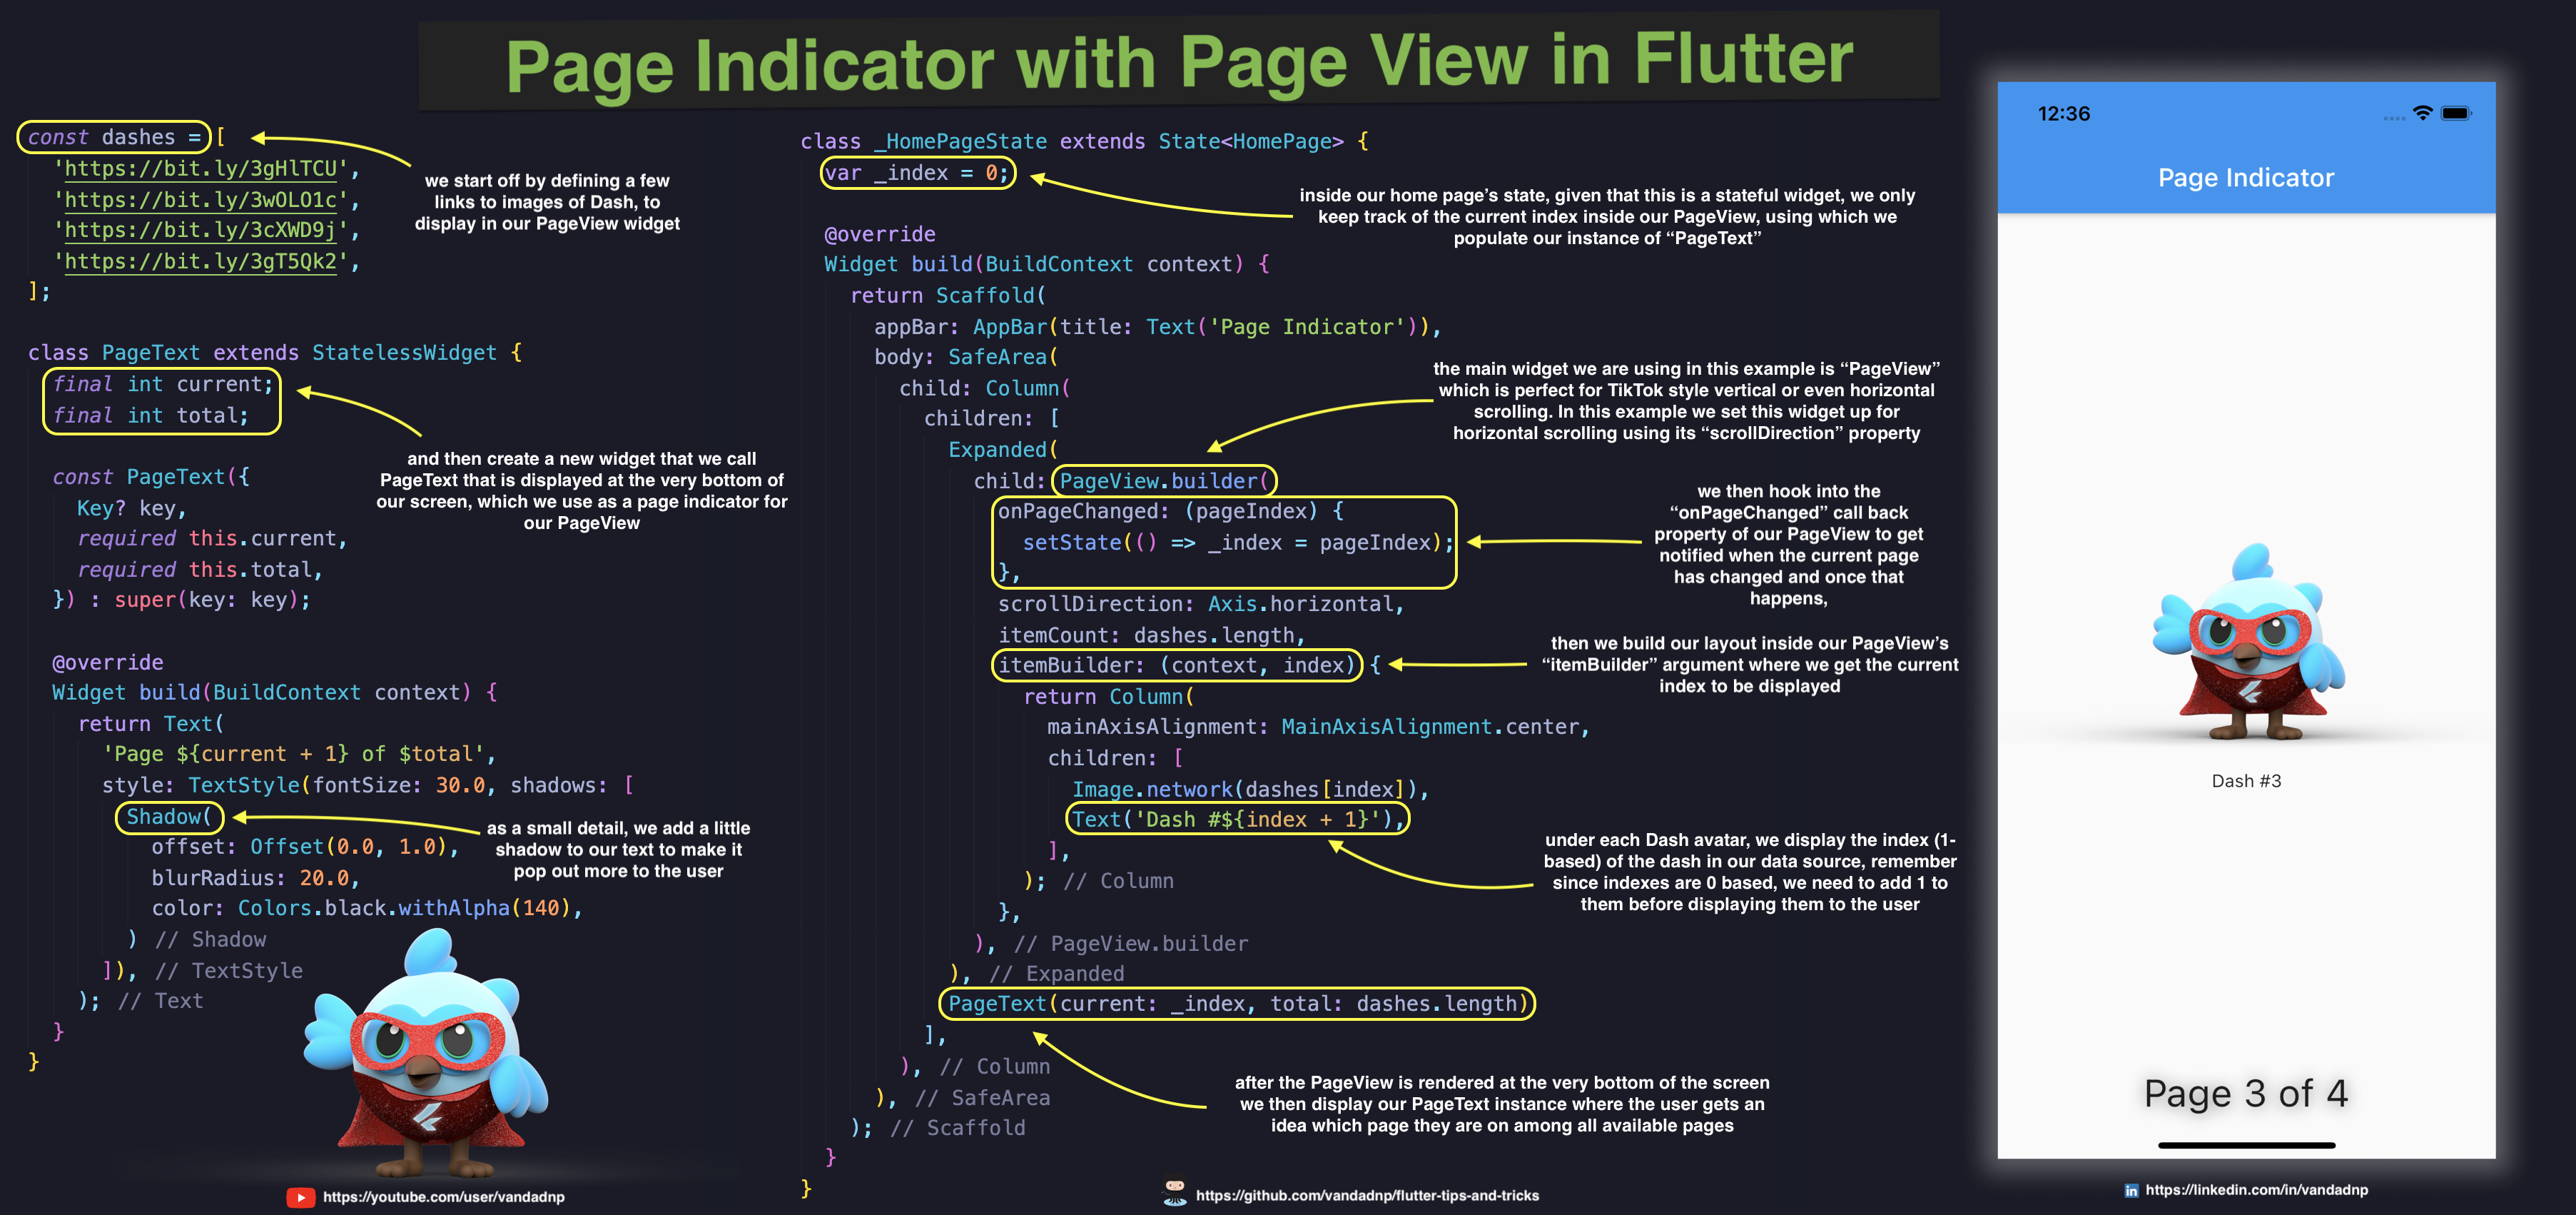 Page Indicator with Page View in Flutter
const dashes = [
'https://bit.ly/3gHlTCU',
'https://bit.ly/3wOLO1c',
'https://bit.ly/3cXWD9j',
'https://bit.ly/3gT5Qk2',
];
we start off by defining a few
links to images of Dash, to
display in our PageView widget
class PageText extends StatelessWidget {
final int current;
final int total;
and then create a new widget that we call
PageText that is displayed at the very bottom of
our screen, which we use as a page indicator for
our PageView
const PageText({
Key? key,
required this.current,
required this.total,
}) : super(key: key);
@override
Widget build(BuildContext context) {
return Text(
'Page ${current + 1} of $total',
style: TextStyle(fontSize: 30.0, shadows: [
Shadow(
offset: Offset(0.0, 1.0),
blurRadius: 20.0,
color: Colors.black.withAlpha(140),
) // Shadow
]), // TextStyle
); // Text
}
}
as a small detail, we add a little
shadow to our text to make it
pop out more to the user
https://youtube.com/user/vandadnp
class _HomePageState extends State<HomePage> {
var _index = 0;
inside our home page’s state, given that this is a stateful widget, we only
keep track of the current index inside our PageView, using which we
populate our instance of “PageText”
@override
Widget build(BuildContext context) {
return Scaffold(
appBar: AppBar(title: Text('Page Indicator')),
body: SafeArea(
child: Column(
children: [
Expanded(
child: PageView.builder(
the main widget we are using in this example is “PageView”
which is perfect for TikTok style vertical or even horizontal
scrolling. In this example we set this widget up for
horizontal scrolling using its “scrollDirection” property
onPageChanged: (pageIndex) {
setState(() => _index = pageIndex);
},
we then hook into the
“onPageChanged” call back
property of our PageView to get
notified when the current page
has changed and once that
happens,
scrollDirection: Axis.horizontal,
itemCount: dashes.length,
itemBuilder: (context, index) {
then we build our layout inside our PageView’s
“itemBuilder” argument where we get the current
index to be displayed
return Column(
mainAxisAlignment: MainAxisAlignment.center,
children: [
Image.network(dashes[index]),
Text('Dash #${index + 1}'),
],
); // Column
},
), // PageView.builder
), // Expanded
under each Dash avatar, we display the index (1-
based) of the dash in our data source, remember
since indexes are 0 based, we need to add 1 to
them before displaying them to the user
PageText(current: _index, total: dashes.length)
],
), // Column
), // SafeArea
); // Scaffold
}
}
after the PageView is rendered at the very bottom of the screen
we then display our PageText instance where the user gets an
idea which page they are on among all available pages
https://github.com/vandadnp/flutter-tips-and-tricks
12:36
Page Indicator
Dash #3
Page 3 of 4
in https://linkedin.com/in/vandadnp